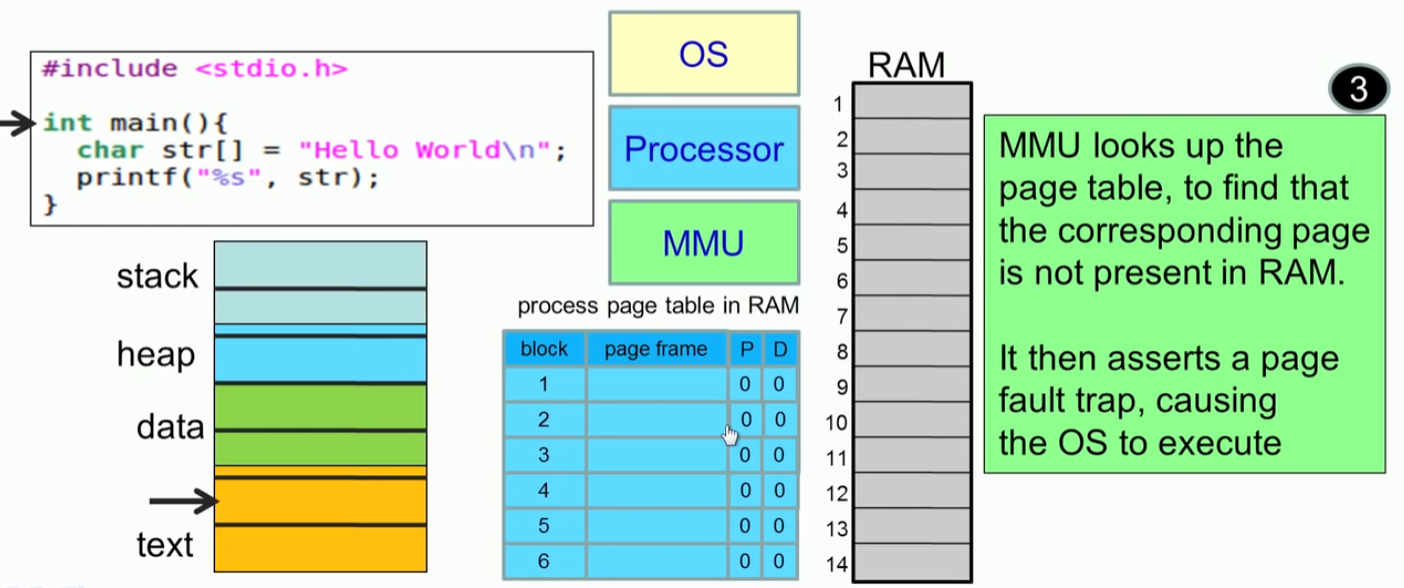 #include <stdio.h>
int main(){
char str[] = "Hello World\n";
printf("%s", str);
}
stack
heap
data
text
OS
Processor
MMU
process page table in RAM
block page frame P D
1 0 0
2 0 0
3 0 0
4 0 0
5 0 0
6 0 0
RAM
1
2
3
4
5
6
7
8
9
10
11
12
13
14
3
MMU looks up the
page table, to find that
the corresponding page
is not present in RAM.
It then asserts a page
fault trap, causing
the OS to execute